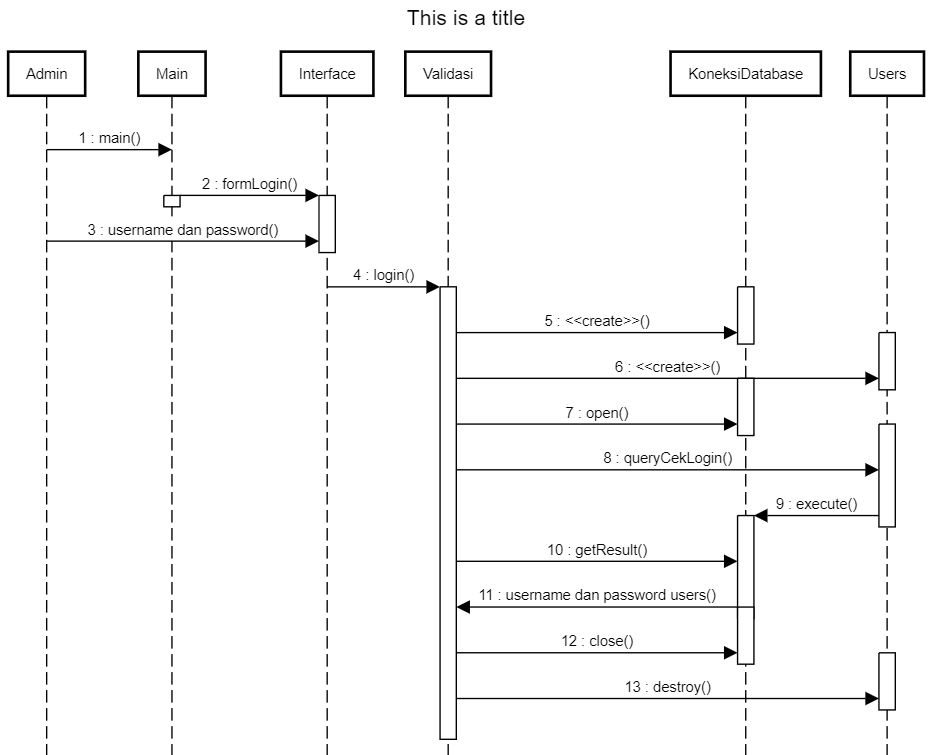 This is a title
Admin
Main
Interface
Validasi
KoneksiDatabase
Users
1 : main()
2 : formLogin()
3 : username dan password()
4 : login()
5 : <<create>>()
6 : <<create>>()
7 : open()
8 : queryCekLogin()
9 : execute()
10 : getResult()
11 : username dan password users()
12 : close()
13 : destroy()